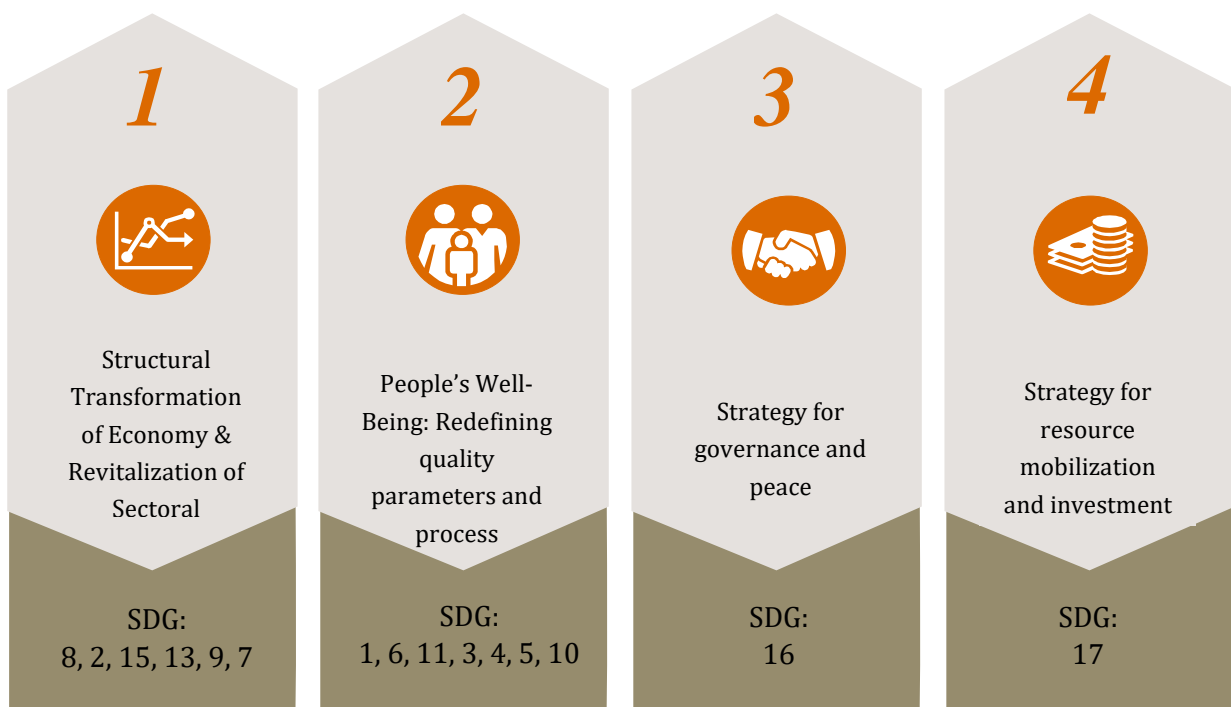 1
Structural
Transformation
of Economy &
Revitalization of
Sectoral
SDG:
8, 2, 15, 13, 9, 7
2
People’s Well-
Being: Redefining
quality
parameters and
process
SDG:
1, 6, 11, 3, 4, 5, 10
3
Strategy for
governance and
peace
SDG:
16
4
Strategy for
resource
mobilization
and investment
SDG:
17